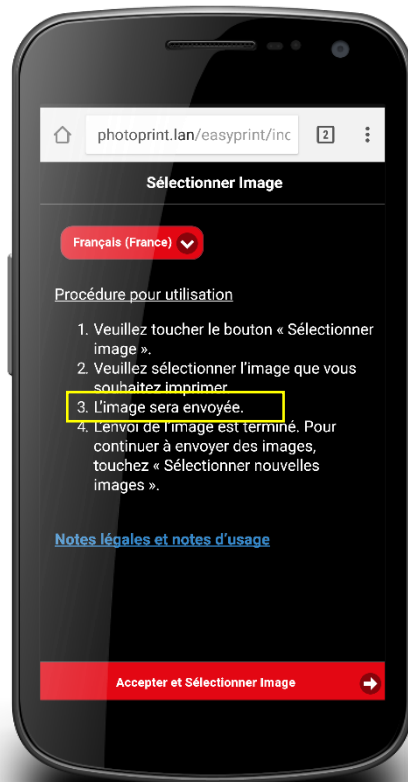 photoprint.lan/easyprint/inc
2
Sélectionner Image
Français (France)
Procédure pour utilisation
1. Veuillez toucher le bouton « Sélectionner
image ».
2. Veuillez sélectionner l'image que vous
souhaitez imprimer
3. L'image sera envoyée.
4. L'envoi de l'image est terminé. Pour
continuer à envoyer des images,
touchez « Sélectionner nouvelles
images ».
Notes légales et notes d'usage
Accepter et Sélectionner Image